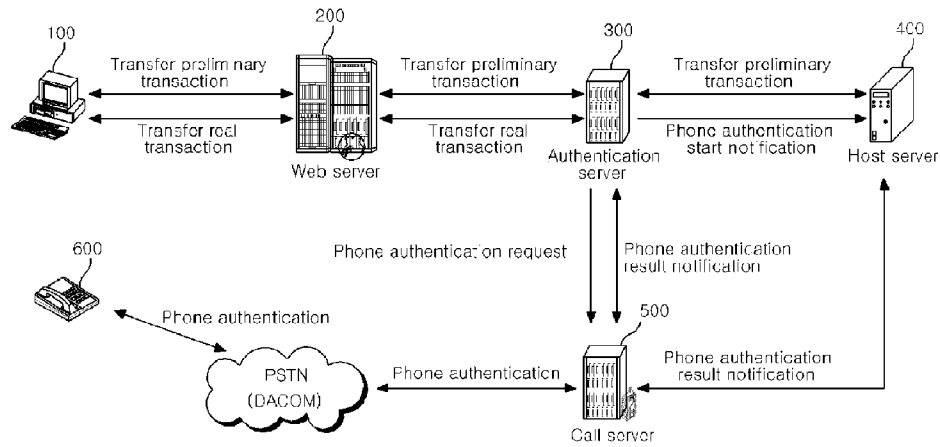 100
200
300
400
Transfer preliminary
transaction
Transfer preliminary
transaction
Transfer preliminary
transaction
Transfer real
transaction
Transfer real
transaction
Phone authentication
start notification
Web server
Authentication
server
Host server
Phone authentication request
Phone authentication
result notification
600
Phone authentication
500
PSTN
(DACOM)
Phone authentication
Phone authentication
result notification
Call server